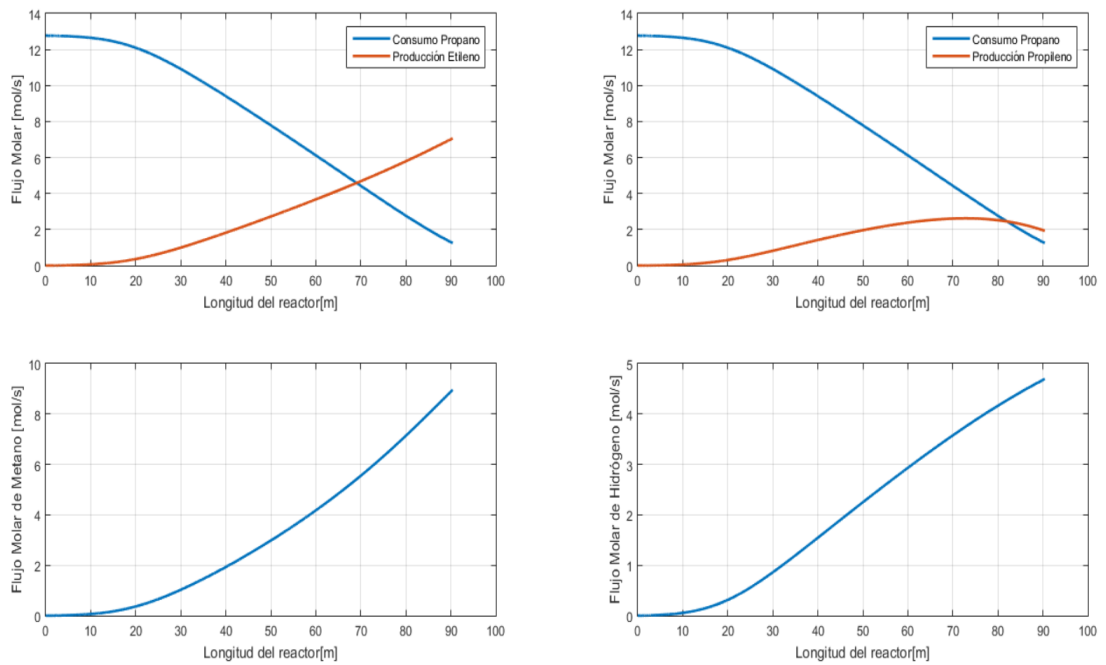 14
12
10
8
6
4
2
0
0 10 20 30 40 50 60 70 80 90 100
Flujo Molar [mol/s]
Longitud del reactor[m]
Consumo Propano
Producción Etileno
14
12
10
8
6
4
2
0
0 10 20 30 40 50 60 70 80 90 100
Flujo Molar [mol/s]
Longitud del reactor[m]
Consumo Propano
Producción Propileno
10
8
6
4
2
0
0 10 20 30 40 50 60 70 80 90 100
Flujo Molar de Metano [mol/s]
Longitud del reactor[m]
5
4
3
2
1
0
0 10 20 30 40 50 60 70 80 90 100
Flujo Molar de Hidrógeno [mol/s]
Longitud del reactor[m]